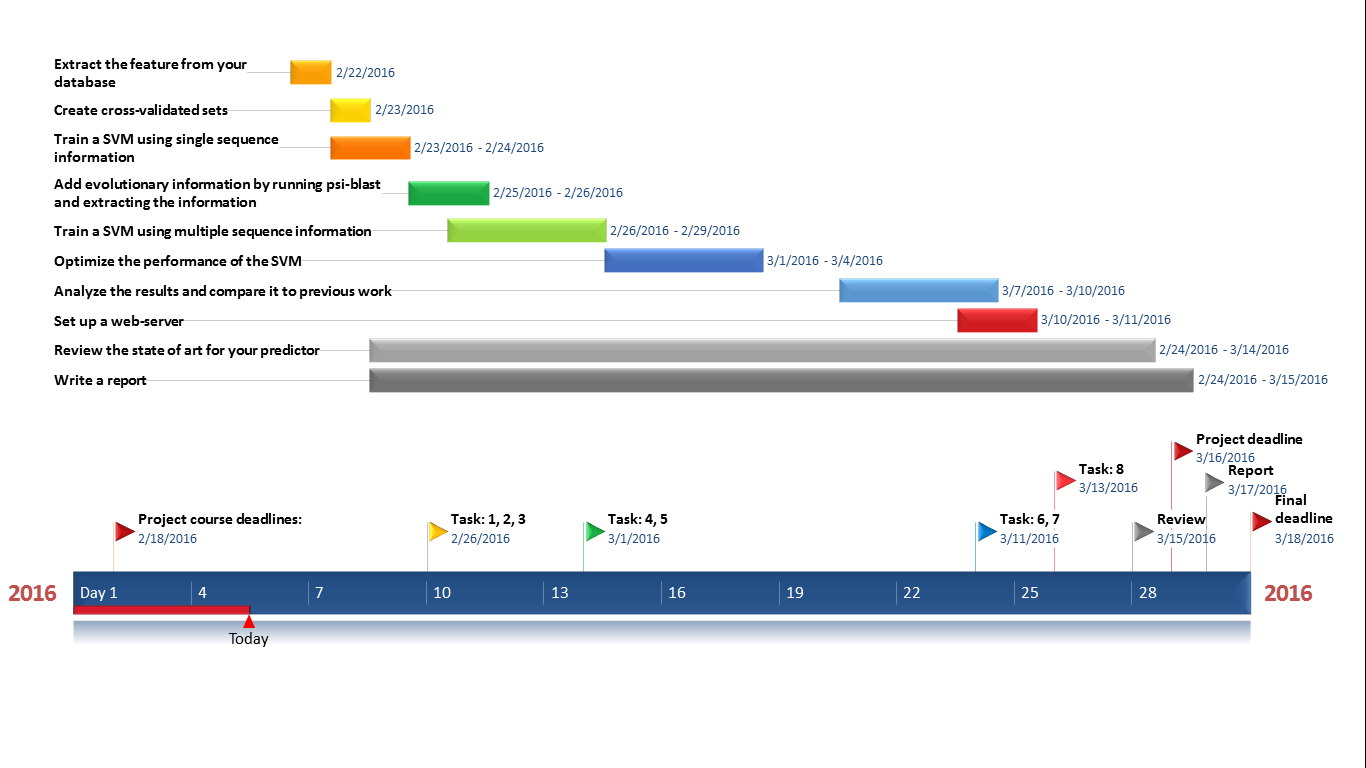 Extract the feature from your
database
2/22/2016
Create cross-validated sets
2/23/2016
Train a SVM using single sequence
information
2/23/2016 - 2/24/2016
Add evolutionary information by running psi-blast
and extracting the information
2/25/2016 - 2/26/2016
Train a SVM using multiple sequence information
2/26/2016 - 2/29/2016
Optimize the performance of the SVM
3/1/2016 - 3/4/2016
Analyze the results and compare it to previous work
3/7/2016 - 3/10/2016
Set up a web-server
3/10/2016 - 3/11/2016
Review the state of art for your predictor
2/24/2016 - 3/14/2016
Write a report
2/24/2016 - 3/15/2016
Project deadline
3/16/2016
Task: 8
3/13/2016
Report
3/17/2016
Final
deadline
3/18/2016
Project course deadlines:
2/18/2016
Task: 1, 2, 3
2/26/2016
Task: 4, 5
3/1/2016
Task: 6, 7
3/11/2016
Review
3/15/2016
2016 Day 1 4 7 10 13 16 19 22 25 28 2016
Today